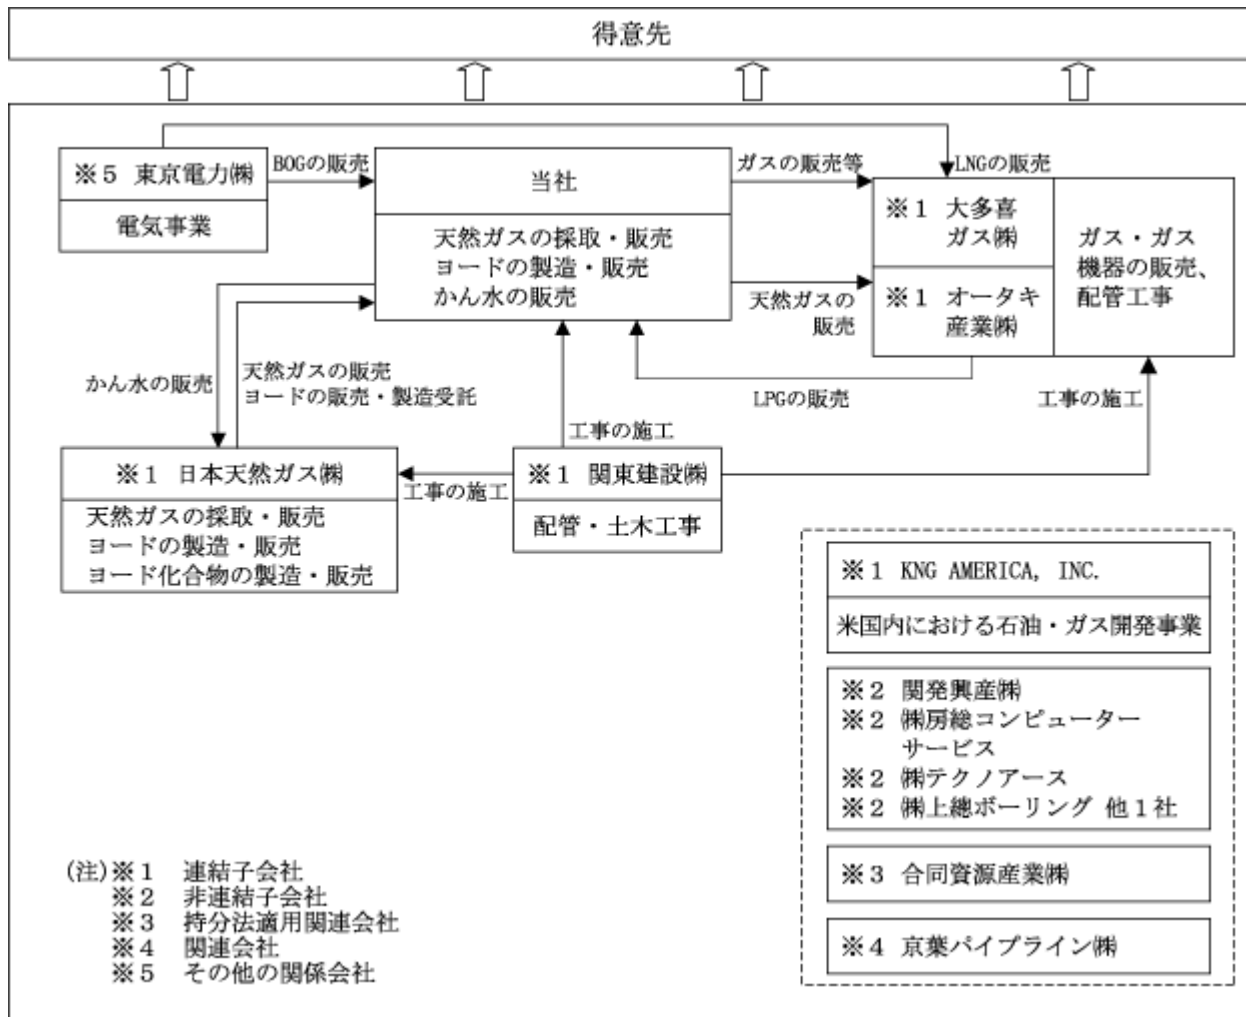 得意先
※5 東京電力㈱
電気事業
BOGの販売
当社
天然ガスの採取・販売
ヨードの製造・販売
かん水の販売
ガスの販売等
LNGの販売
※1 大多喜
ガス㈱
※1 オータキ
産業㈱
ガス・ガス
機器の販売、
配管工事
天然ガスの
販売
かん水の販売
天然ガスの販売
ヨードの販売・製造受託
LPGの販売
工事の施工
工事の施工
※1 日本天然ガス㈱
天然ガスの採取・販売
ヨードの製造・販売
ヨード化合物の製造・販売
工事の施工
※1 関東建設㈱
配管・土木工事
※1 KNG AMERICA, INC.
米国内における石油・ガス開発事業
※2 関発興産㈱
※2 ㈱房総コンピューター
サービス
※2 ㈱テクノアース
※2 ㈱上總ボーリング 他1社
※3 合同資源産業㈱
※4 京葉パイプライン㈱
(注)※1 連結子会社
※2 非連結子会社
※3 持分法適用関連会社
※4 関連会社
※5 その他の関係会社